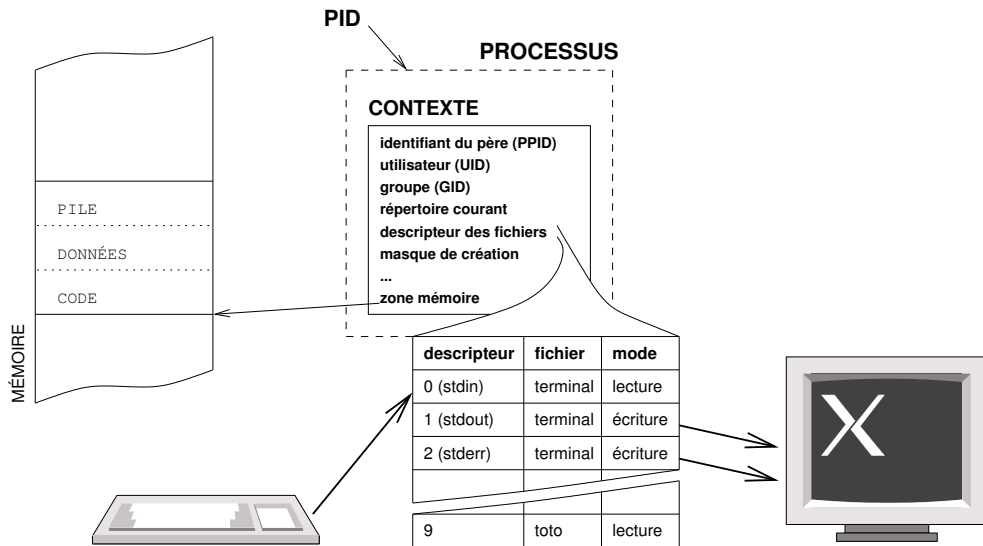 PID
PROCESSUS
CONTEXTE
identifiant du père (PPID)
utilisateur (UID)
groupe (GID)
répertoire courant
descripteur des fichiers
masque de création
...
zone mémoire
PILE
DONNÉES
CODE
MÉMOIRE
descripteur fichier mode
0 (stdin) terminal lecture
1 (stdout) terminal écriture
2 (stderr) terminal écriture
9 toto lecture
X